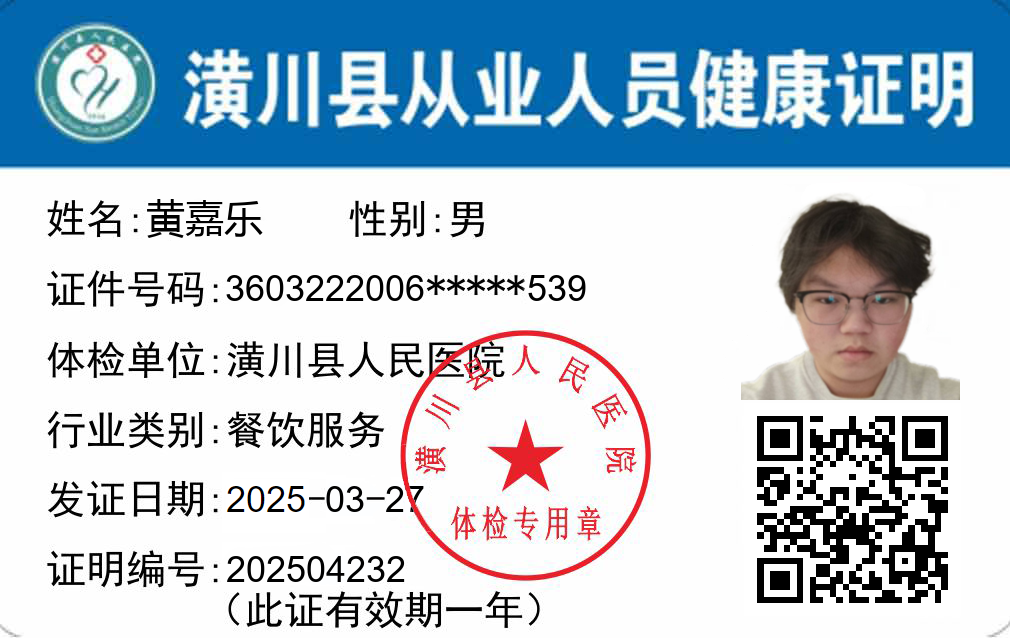 潢川县从业人员健康证明
姓名:黄嘉乐 性别:男
证件号码:3603222006*****539
体检单位:潢川县人民医院
行业类别:餐饮服务
发证日期:2025-03-27
证明编号:202504232
（此证有效期一年）
潢川县人民医院
体检专用章